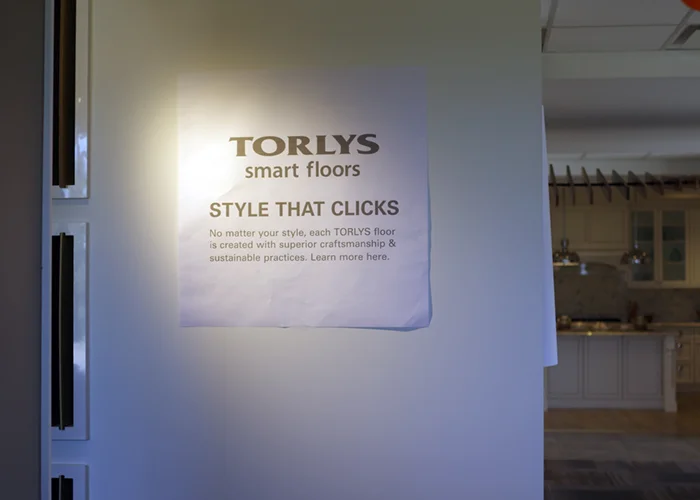 TORLYS
smart floors
STYLE THAT CLICKS
No matter your style, each TORLYS floor
is created with superior craftsmanship &
sustainable practices. Learn more here.